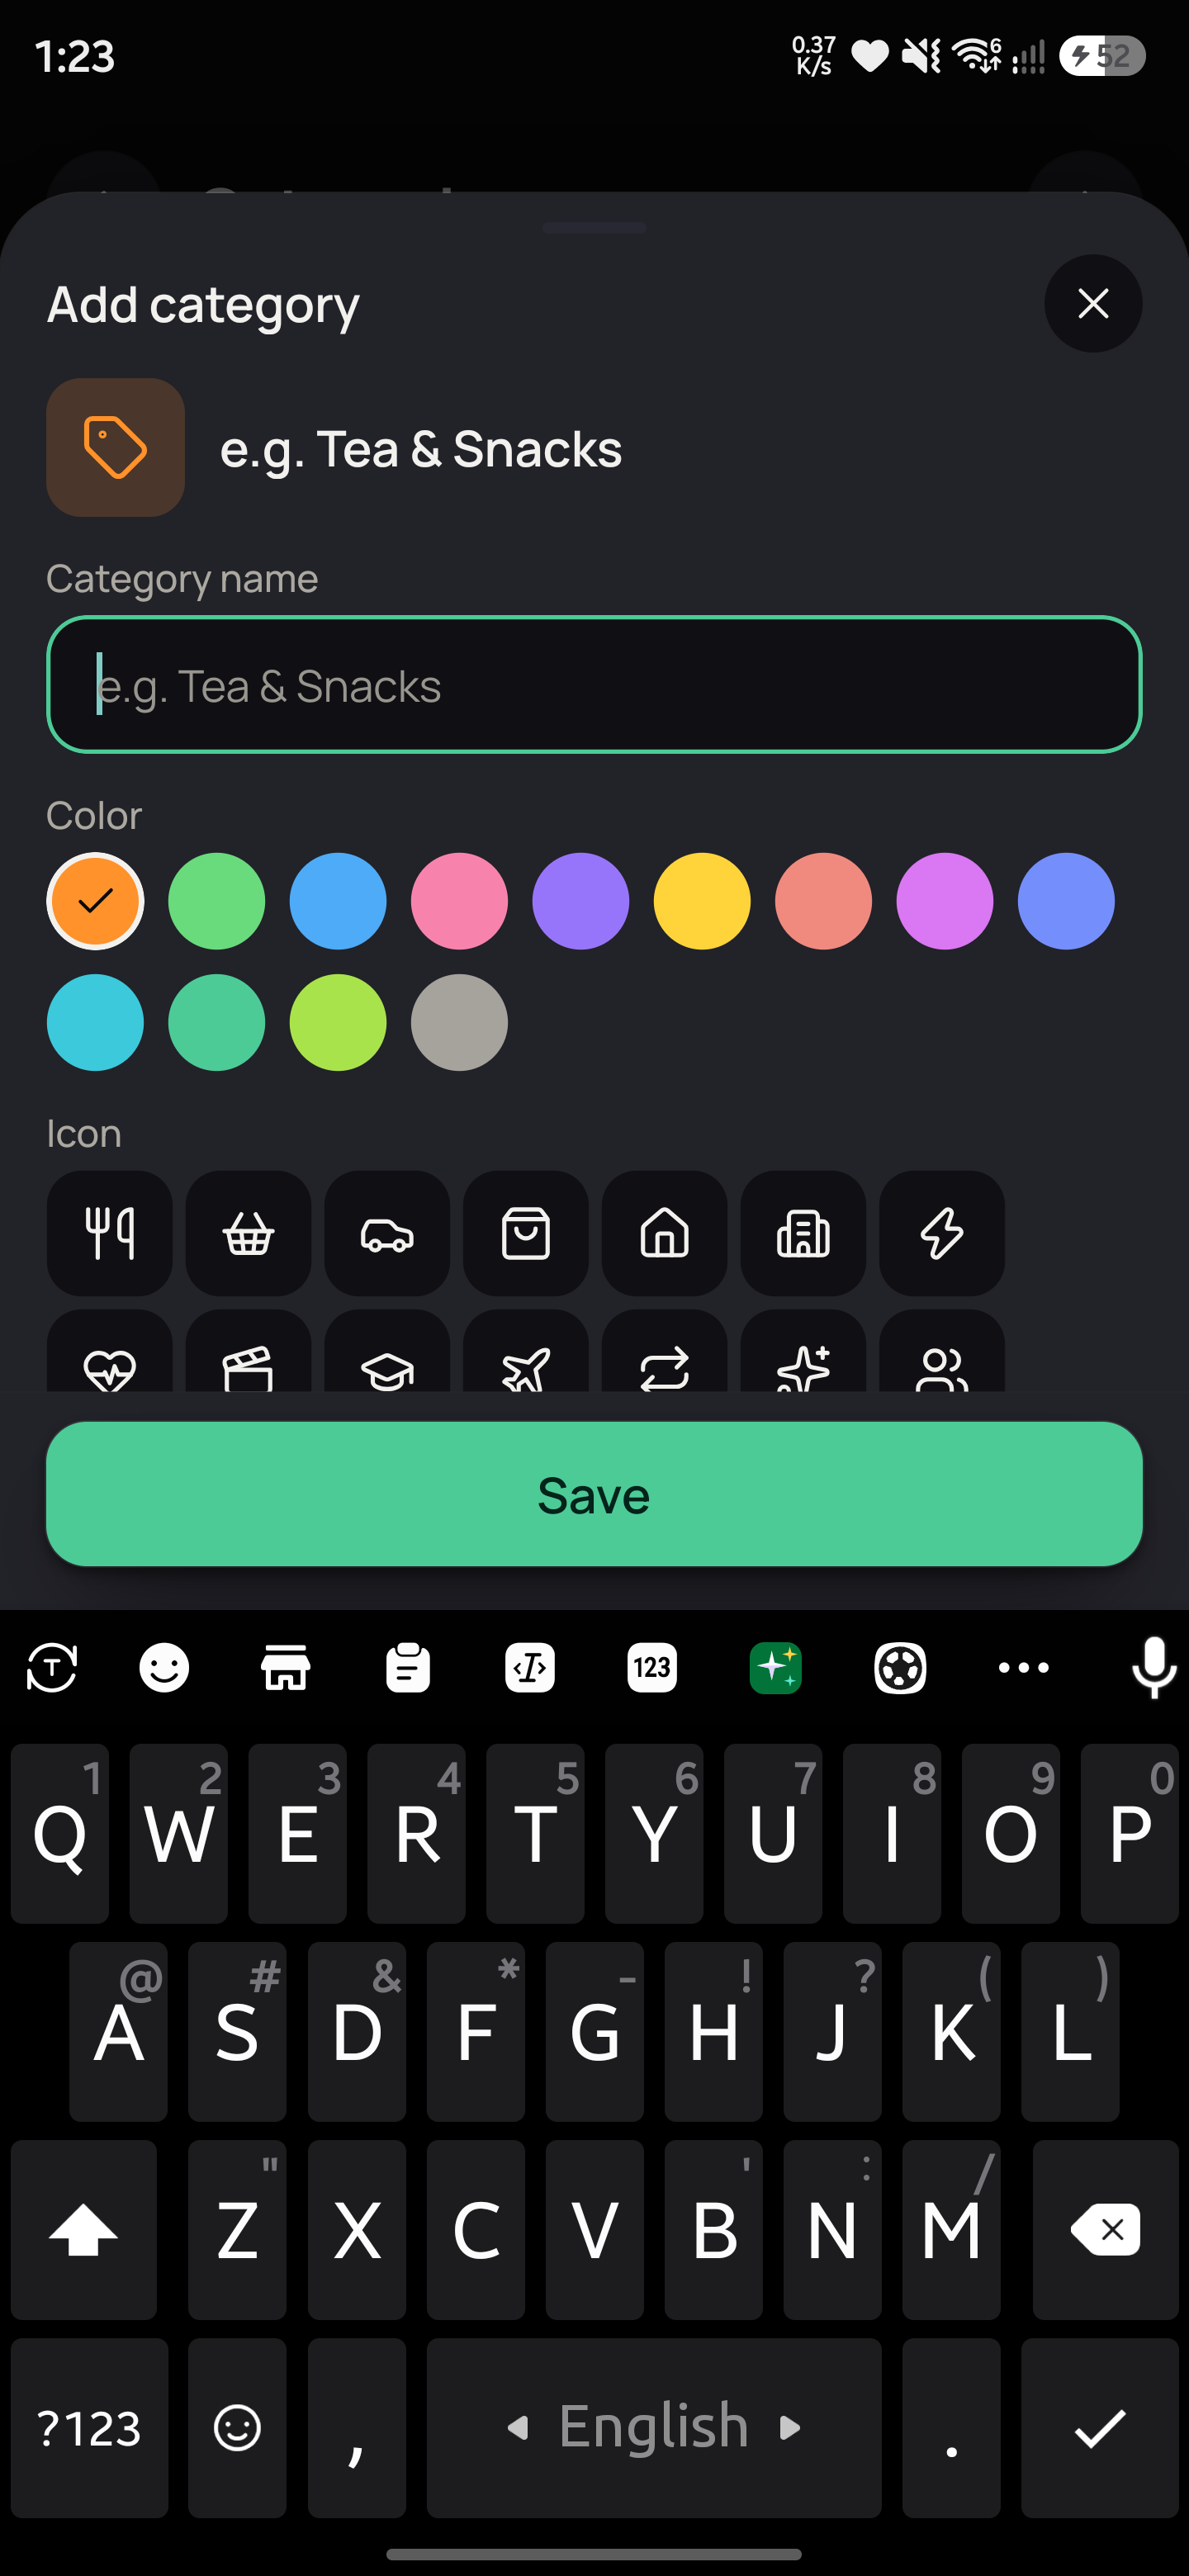 1:23
0.37
K/s
6
52
Add category
e.g. Tea & Snacks
Category name
e.g. Tea & Snacks
Color
Icon
Save
T
123
1 2 3 4 5 6 7 8 9 0
Q W E R T Y U I O P
@ # & * - ! ? ( )
A S D F G H J K L
" ' : /
Z X C V B N M
?123 , English .